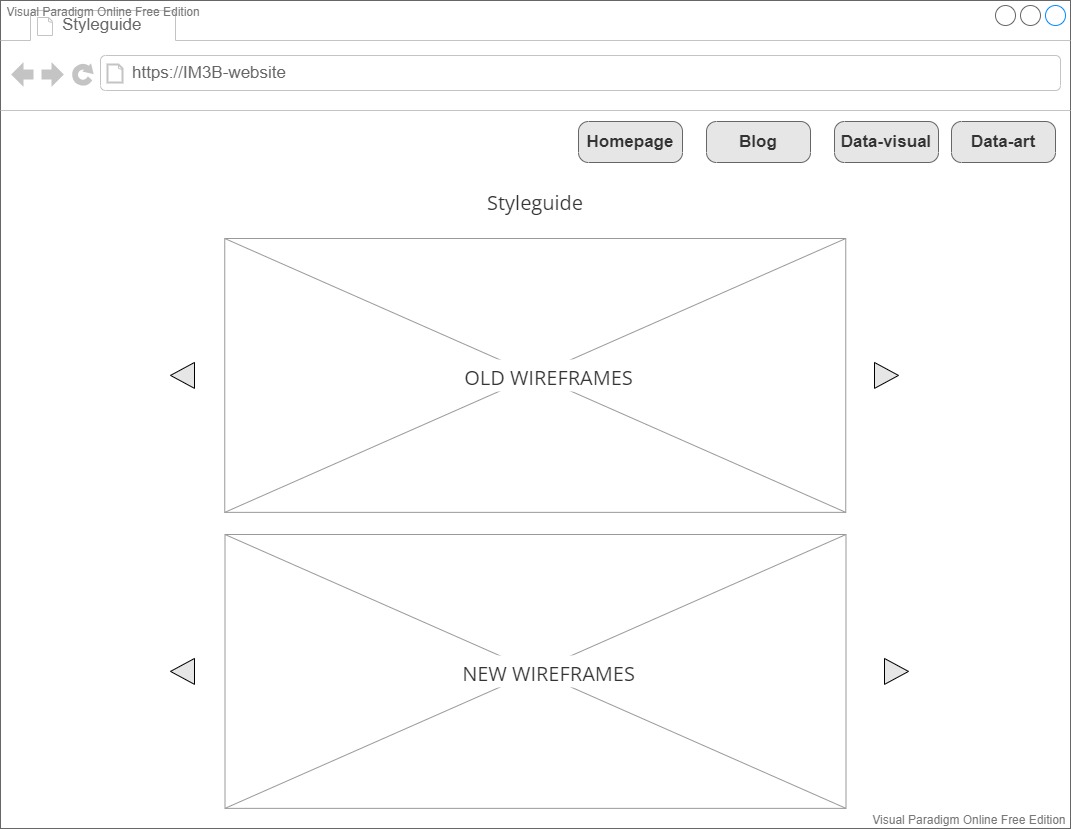 Visual Paradigm Online Free Edition
Styleguide
https://IM3B-website
Homepage
Blog
Data-visual
Data-art
Styleguide
OLD WIREFRAMES
NEW WIREFRAMES
Visual Paradigm Online Free Edition